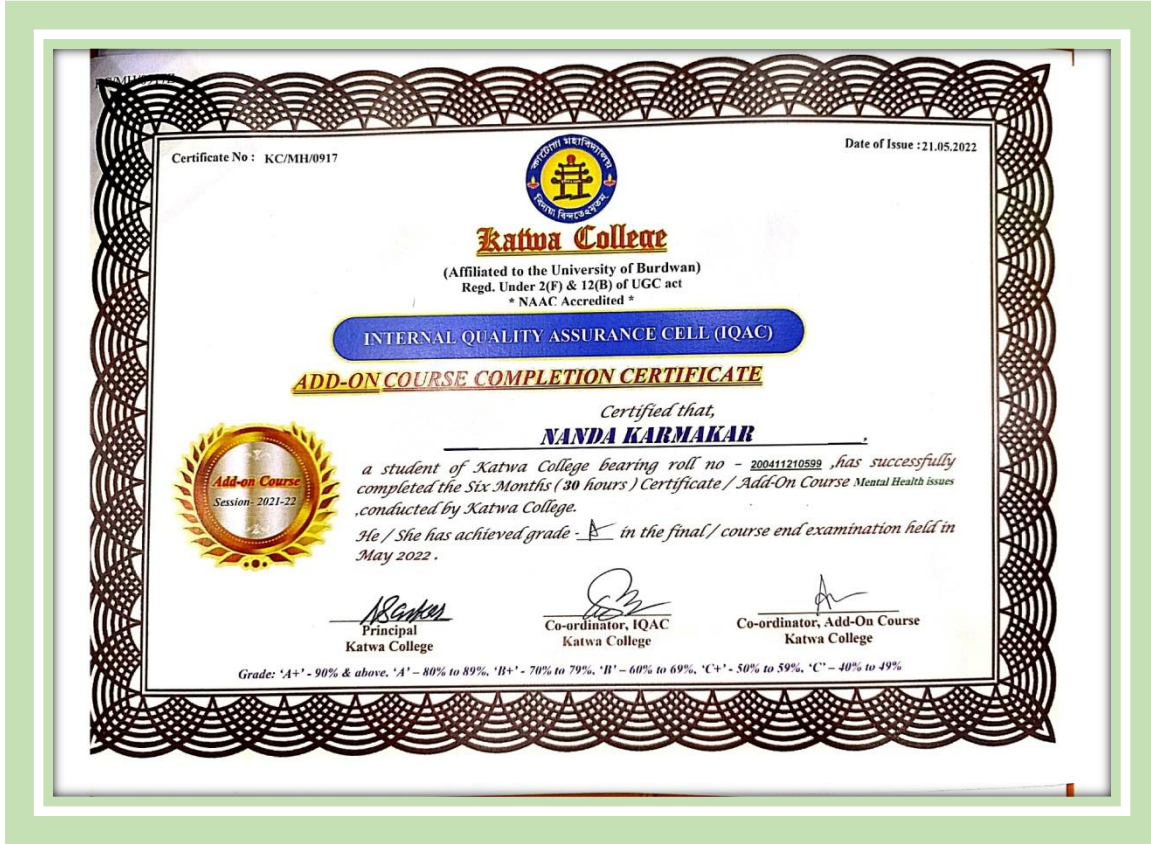 Certificate No : KC/MH/0917
Date of Issue :21.05.2022
কাটোয়া মহাবিদ্যালয়
Katwa College
(Affiliated to the University of Burdwan)
Regd. Under 2(F) & 12(B) of UGC act
* NAAC Accredited *
INTERNAL QUALITY ASSURANCE CELL (IQAC)
ADD-ON COURSE COMPLETION CERTIFICATE
Certified that,
NANDA KARMAKAR ,
a student of Katwa College bearing roll no – 200411210599 ,has successfully
completed the Six Months ( 30 hours ) Certificate / Add-On Course Mental Health issues
,conducted by Katwa College.
He / She has achieved grade - A in the final / course end examination held in
May 2022 .
Add-on Course
Session- 2021-22
Principal
Katwa College
Co-ordinator, IQAC
Katwa College
Co-ordinator, Add-On Course
Katwa College
Grade: ‘A+’ - 90% & above, ‘A’ – 80% to 89%, ‘B+’ - 70% to 79%, ‘B’ – 60% to 69%, ‘C+’ - 50% to 59%, ‘C’ – 40% to 49%